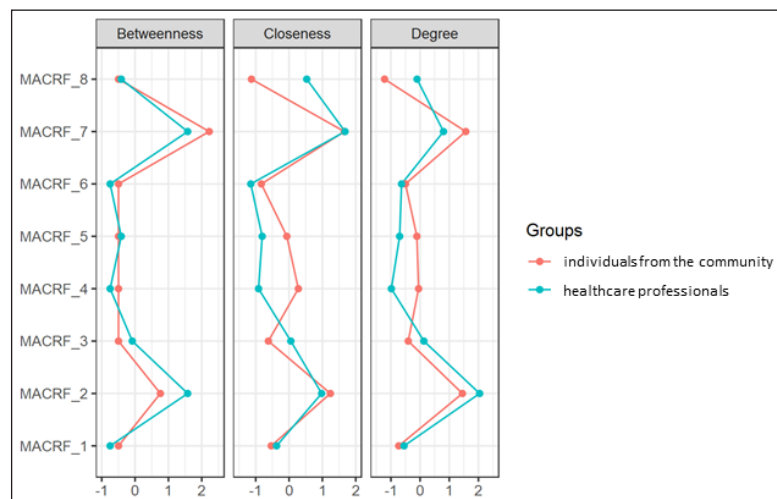 Betweenness Closeness Degree
MACRF_8
MACRF_7
MACRF_6
MACRF_5
MACRF_4
MACRF_3
MACRF_2
MACRF_1
-1 0 1 2 -1 0 1 2 -1 0 1 2
Groups
individuals from the community
healthcare professionals